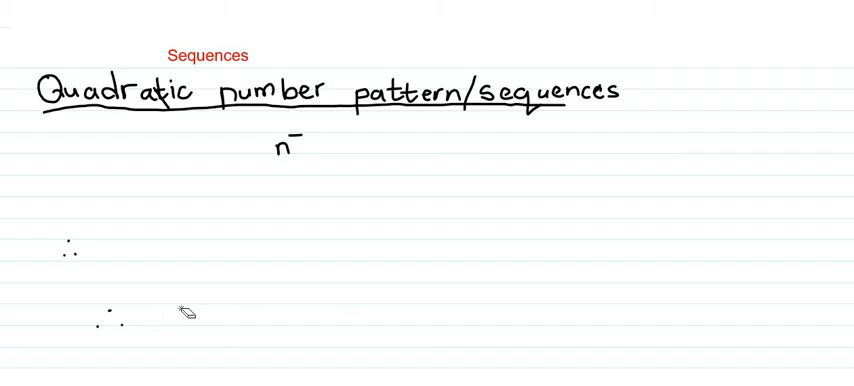 Sequences
Quadratic number pattern/sequences
n⁻
∴
∴